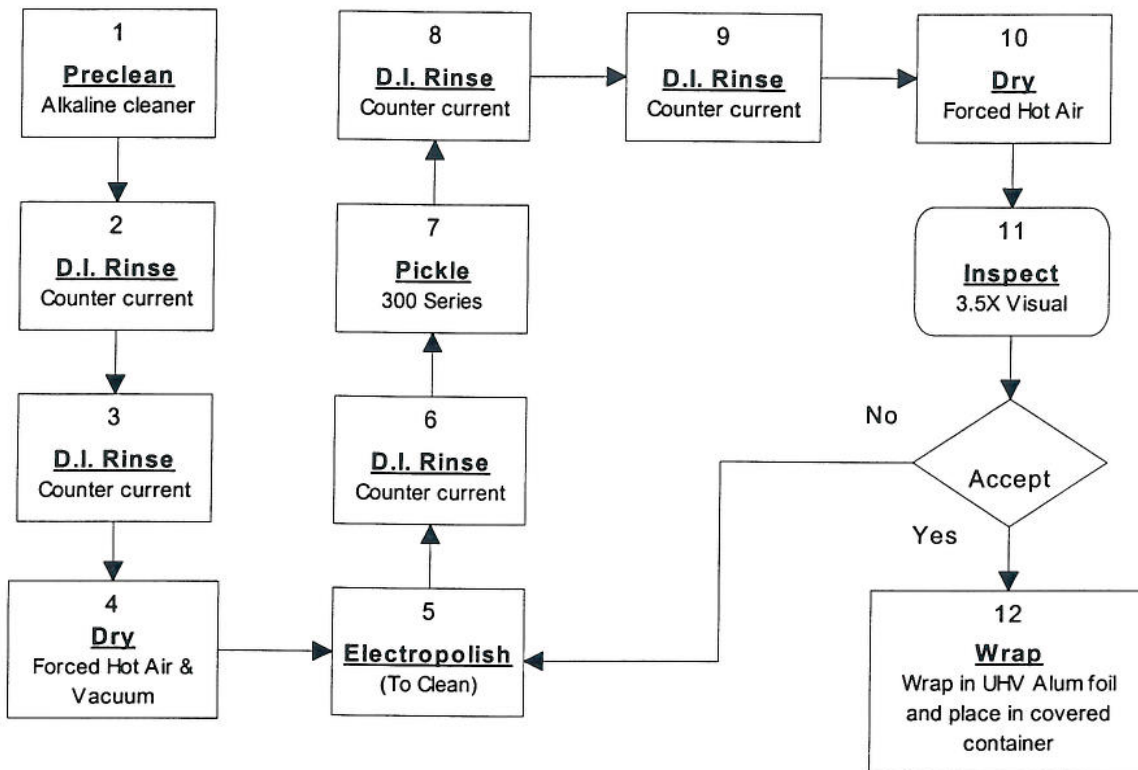 1
Preclean
Alkaline cleaner
2
D.I. Rinse
Counter current
3
D.I. Rinse
Counter current
4
Dry
Forced Hot Air &
Vacuum
5
Electropolish
(To Clean)
6
D.I. Rinse
Counter current
7
Pickle
300 Series
8
D.I. Rinse
Counter current
9
D.I. Rinse
Counter current
10
Dry
Forced Hot Air
11
Inspect
3.5X Visual
No
Accept
Yes
12
Wrap
Wrap in UHV Alum foil
and place in covered
container